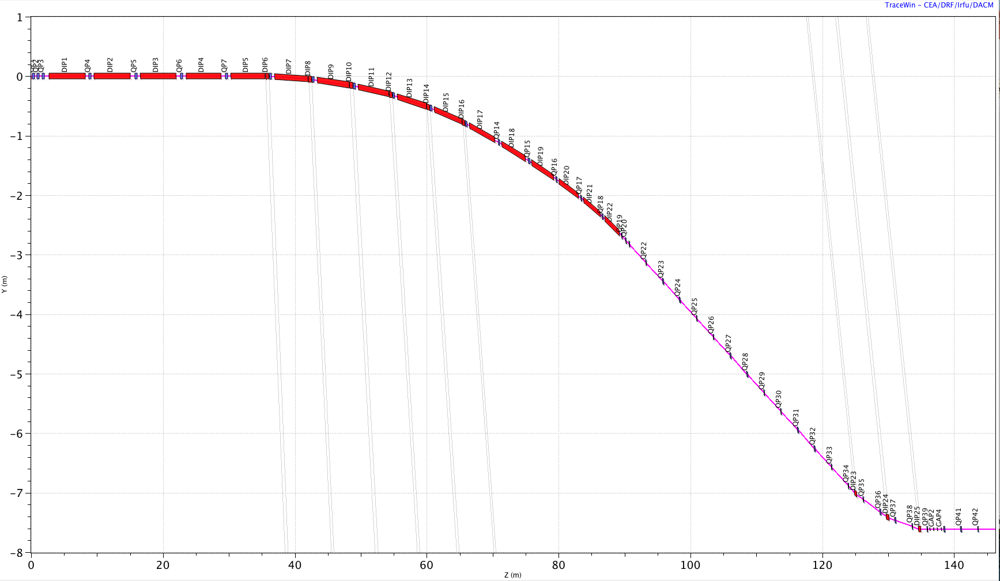 TraceWin - CEA/DRF/Irfu/DACM
1
0
−1
−2
−3
−4
−5
−6
−7
−8
Y (m)
QP2
QP3
DIP1
QP4
DIP2
QP5
DIP3
QP6
DIP4
QP7
DIP5
DIP6
DIP7
DIP8
DIP9
DIP10
DIP11
DIP12
DIP13
DIP14
DIP15
DIP16
DIP17
QP14
DIP18
QP15
DIP19
QP16
DIP20
QP17
DIP21
QP18
DIP22
QP19
QP20
QP22
QP23
QP24
QP25
QP26
QP27
QP28
QP29
QP30
QP31
QP32
QP33
QP34
DIP23
QP35
QP36
DIP24
QP37
QP38
DIP25
QP39
GAP2
GAP4
QP41
QP42
0 20 40 60 80 100 120 140
Z (m)